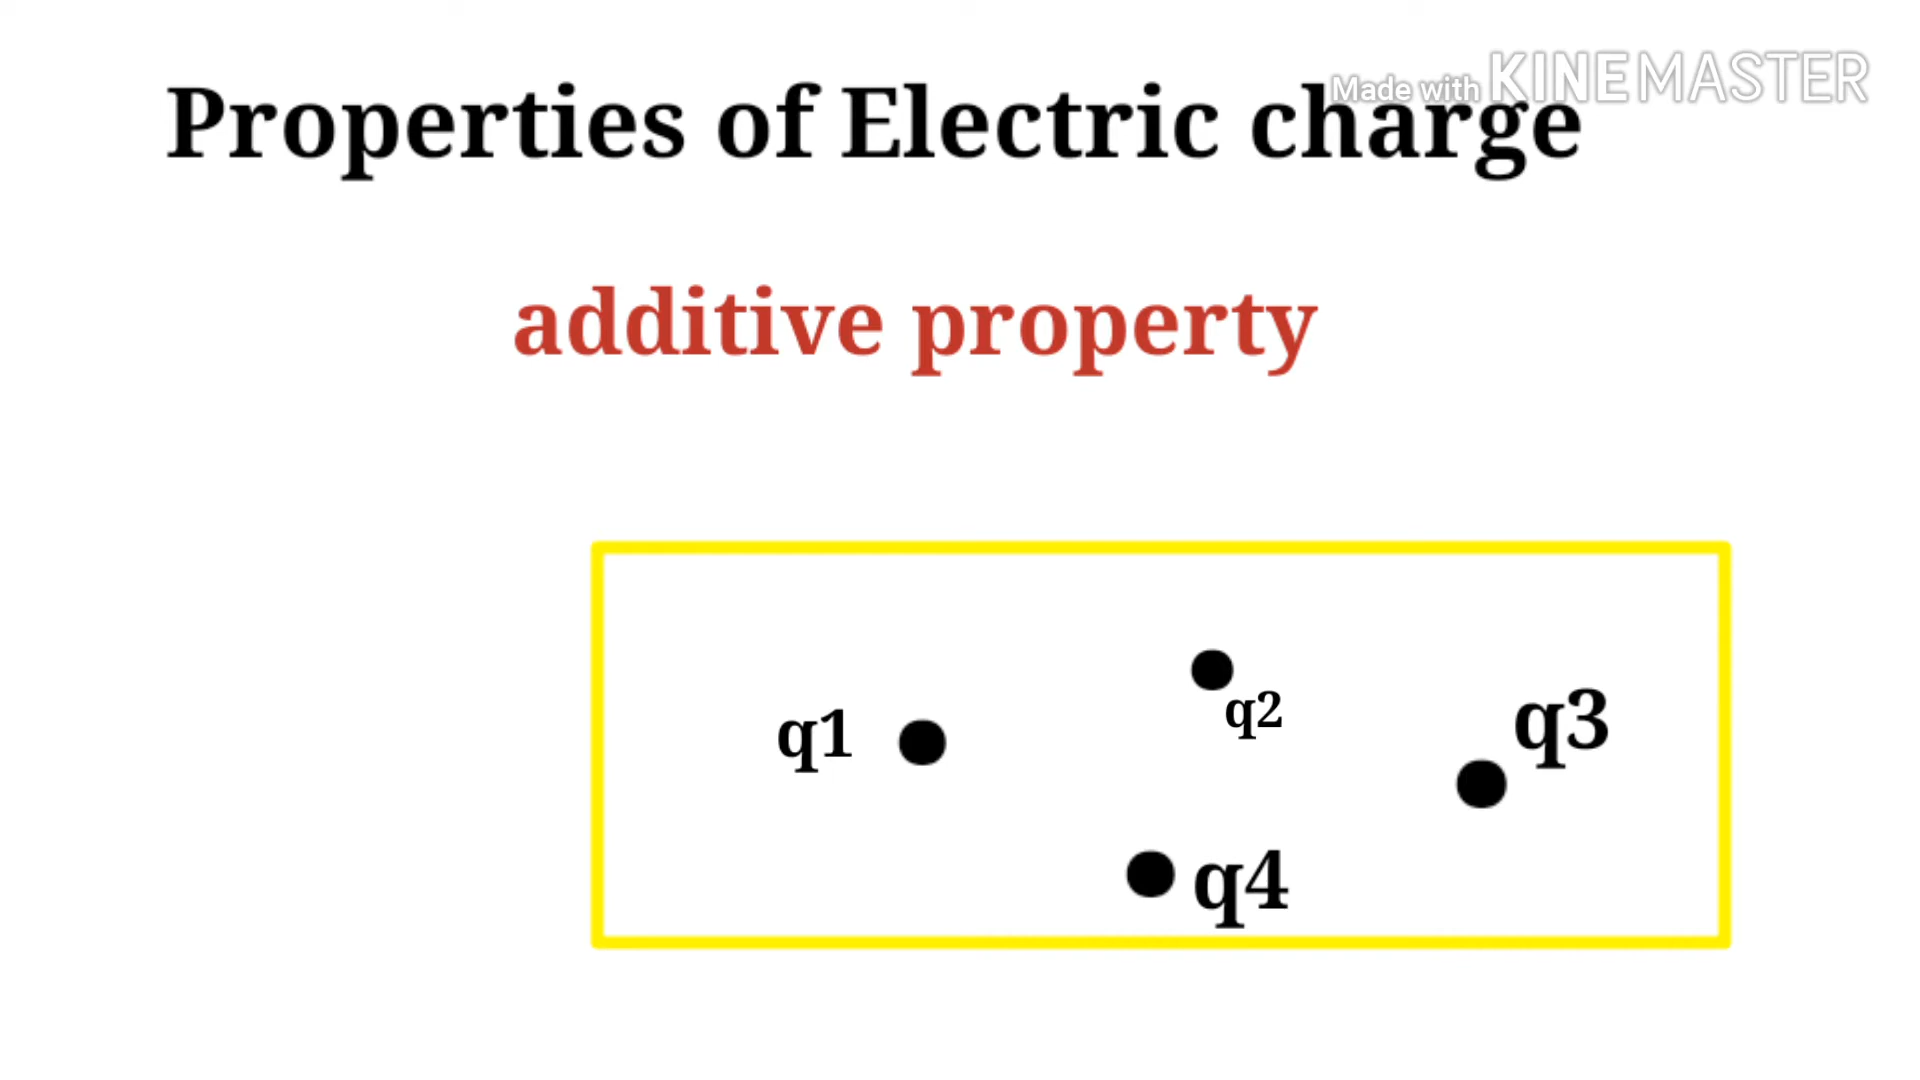 Made with KINEMASTER
Properties of Electric charge
additive property
q1
q2
q3
q4